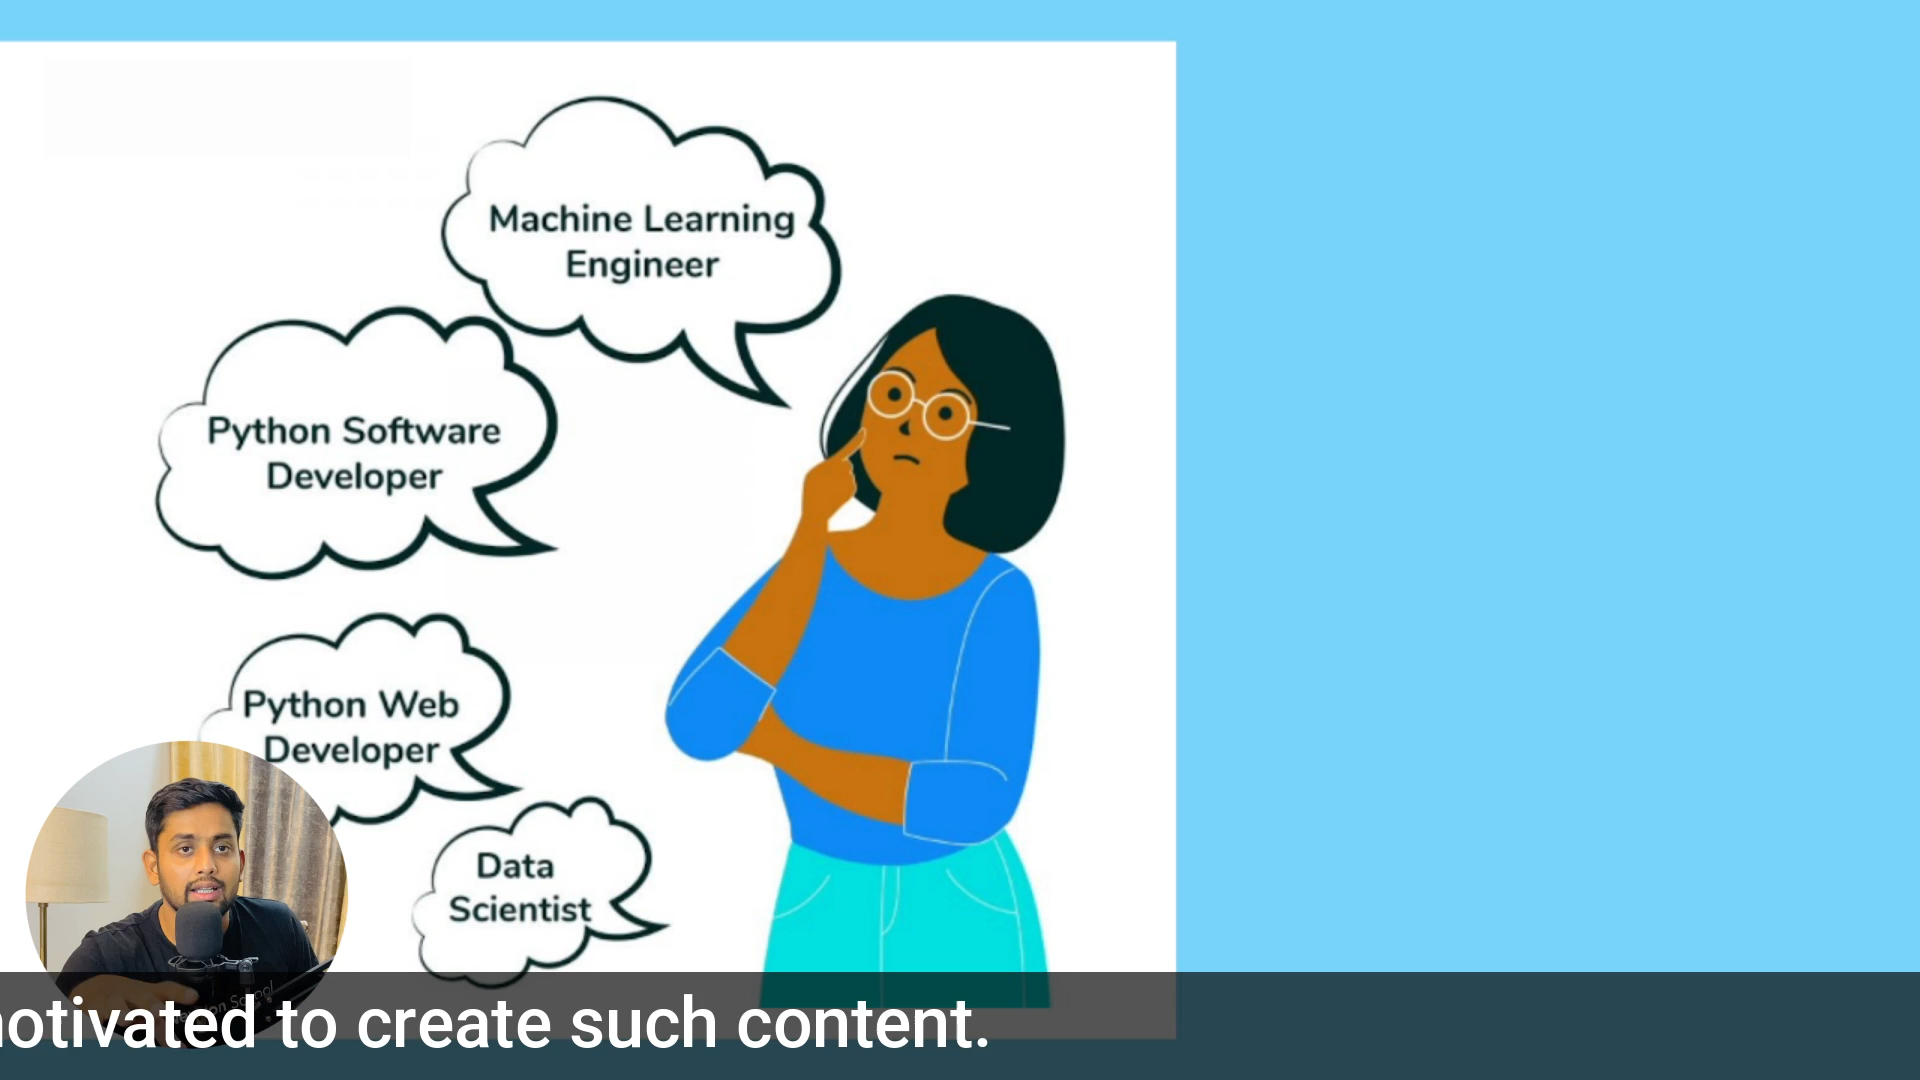 Machine Learning
Engineer
Python Software
Developer
Python Web
Developer
Data
Scientist
otivated to create such content.